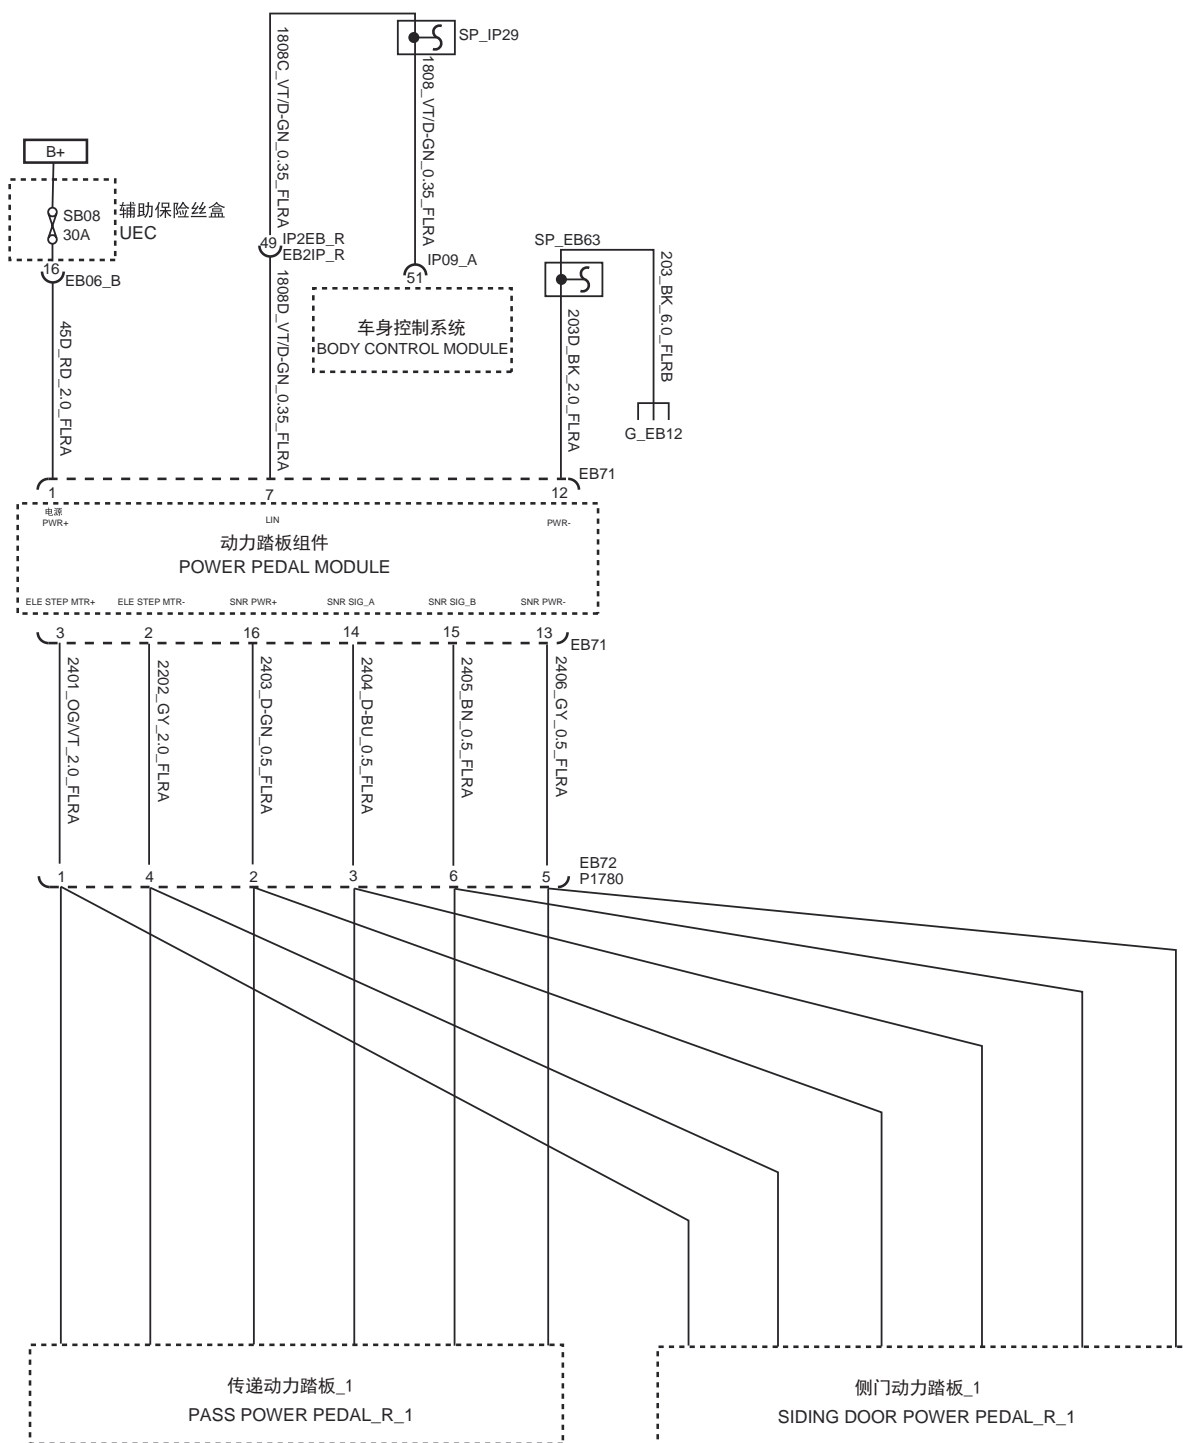 SP_IP29
1808C_VT/D-GN_0.35_FLRA
1808_VT/D-GN_0.35_FLRA
B+
SB08
30A
辅助保险丝盒
UEC
16
EB06_B
49
IP2EB_R
EB2IP_R
IP09_A
51
车身控制系统
BODY CONTROL MODULE
SP_EB63
203_BK_6.0_FLRB
G_EB12
45D_RD_2.0_FLRA
1808D_VT/D-GN_0.35_FLRA
203D_BK_2.0_FLRA
EB71
1
7
12
电源
PWR+
LIN
PWR-
动力踏板组件
POWER PEDAL MODULE
ELE STEP MTR+
ELE STEP MTR-
SNR PWR+
SNR SIG_A
SNR SIG_B
SNR PWR-
3
2
16
14
15
13
EB71
2401_OG/VT_2.0_FLRA
2202_GY_2.0_FLRA
2403_D-GN_0.5_FLRA
2404_D-BU_0.5_FLRA
2405_BN_0.5_FLRA
2406_GY_0.5_FLRA
EB72
P1780
1
4
2
3
6
5
传递动力踏板_1
PASS POWER PEDAL_R_1
侧门动力踏板_1
SIDING DOOR POWER PEDAL_R_1